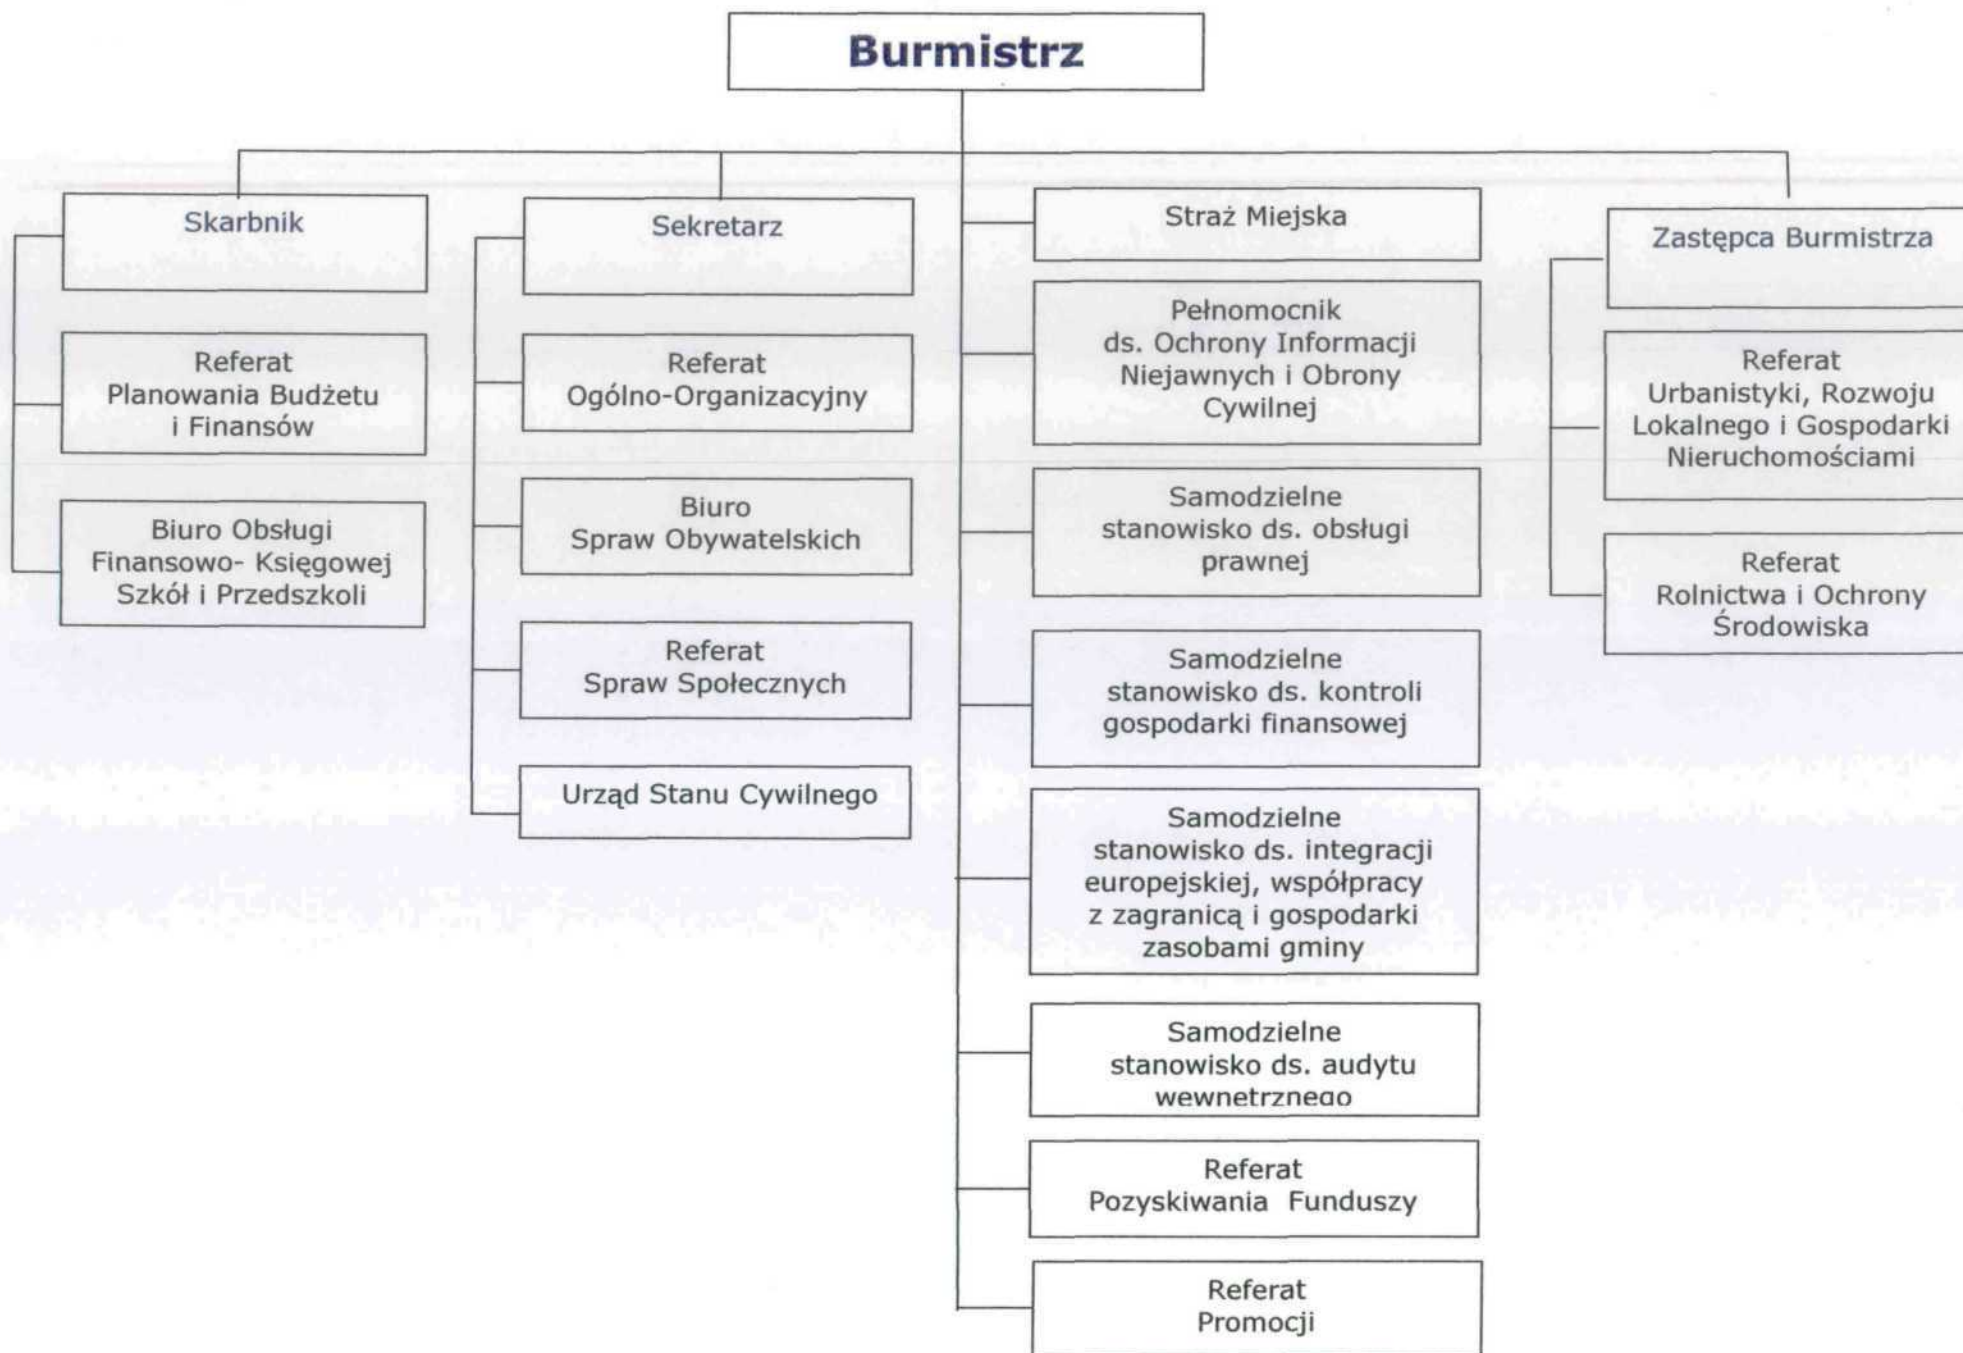 Burmistrz
Skarbnik
Referat
Planowania Budżetu
i Finansów
Biuro Obsługi
Finansowo- Księgowej
Szkół i Przedszkoli
Sekretarz
Referat
Ogólno-Organizacyjny
Biuro
Spraw Obywatelskich
Referat
Spraw Społecznych
Urząd Stanu Cywilnego
Straż Miejska
Pełnomocnik
ds. Ochrony Informacji
Niejawnych i Obrony
Cywilnej
Samodzielne
stanowisko ds. obsługi
prawnej
Samodzielne
stanowisko ds. kontroli
gospodarki finansowej
Samodzielne
stanowisko ds. integracji
europejskiej, współpracy
z zagranicą i gospodarki
zasobami gminy
Samodzielne
stanowisko ds. audytu
wewnętrznego
Referat
Pozyskiwania Funduszy
Referat
Promocji
Zastępca Burmistrza
Referat
Urbanistyki, Rozwoju
Lokalnego i Gospodarki
Nieruchomościami
Referat
Rolnictwa i Ochrony
Środowiska